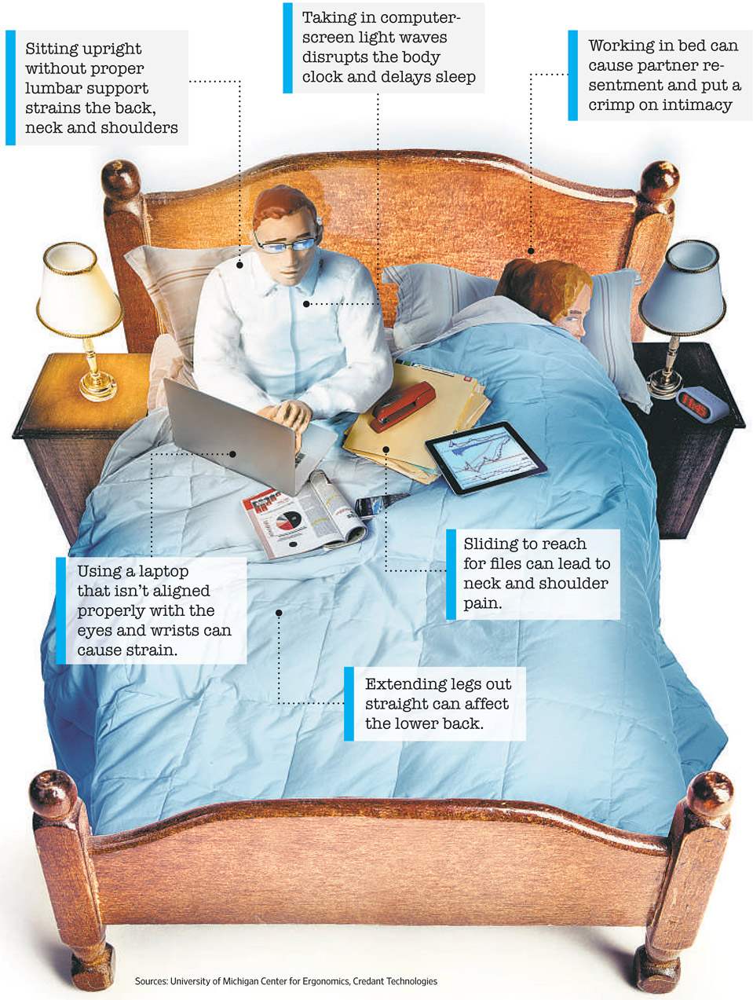 Taking in computer-
screen light waves
disrupts the body
clock and delays sleep
Sitting upright
without proper
lumbar support
strains the back,
neck and shoulders
Working in bed can
cause partner re-
sentment and put a
crimp on intimacy
11:45
Sliding to reach
for files can lead to
neck and shoulder
pain.
Using a laptop
that isn’t aligned
properly with the
eyes and wrists can
cause strain.
Extending legs out
straight can affect
the lower back.
Sources: University of Michigan Center for Ergonomics, Credant Technologies